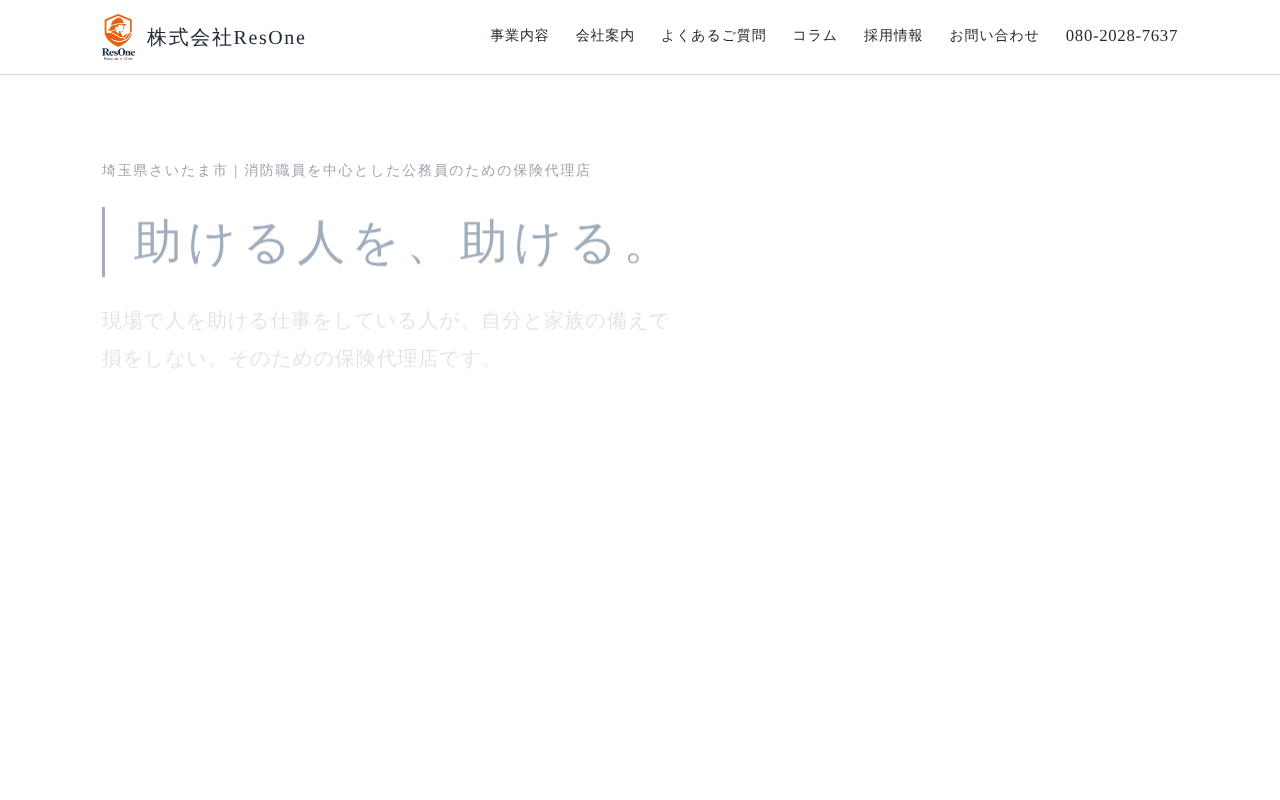 ResOne
Rescue × One
株式会社ResOne
事業内容
会社案内
よくあるご質問
コラム
採用情報
お問い合わせ
080-2028-7637
埼玉県さいたま市｜消防職員を中心とした公務員のための保険代理店
助ける人を、助ける。
現場で人を助ける仕事をしている人が、自分と家族の備えで
損をしない。そのための保険代理店です。